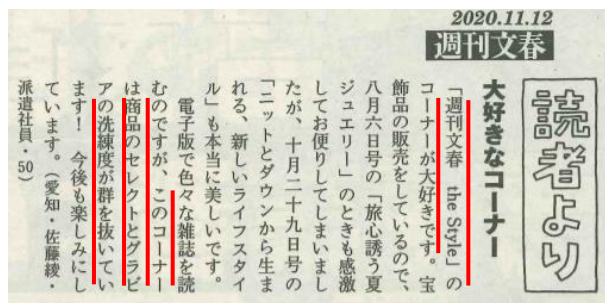 2020.11.12
週刊文春
読者より
大好きなコーナー
「週刊文春 the Style」の
コーナーが大好きです。宝
飾品の販売をしているので、
八月六日号の「旅心誘う夏
ジュエリー」のときも感激
してお便りしてしまいまし
たが、十月二十九日号の
「ニットとダウンから生ま
れる、新しいライフスタイ
ル」も本当に美しいです。
電子版で色々な雑誌を読
むのですが、このコーナー
は商品のセレクトとグラビ
アの洗練度が群を抜いてい
ます! 今後も楽しみにし
ています。(愛知・佐藤綾・
派遣社員・50)